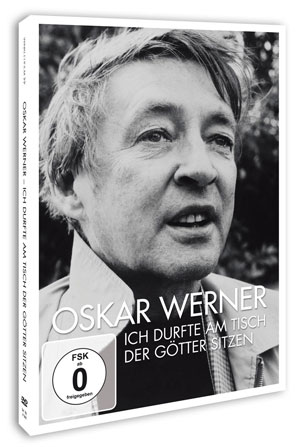 OSKAR WERNER – ICH DURFTE AM TISCH DER GÖTTER SITZEN
OSKAR WERNER
ICH DURFTE AM TISCH
DER GÖTTER SITZEN
FSK
ab
0
freigegeben
DVD